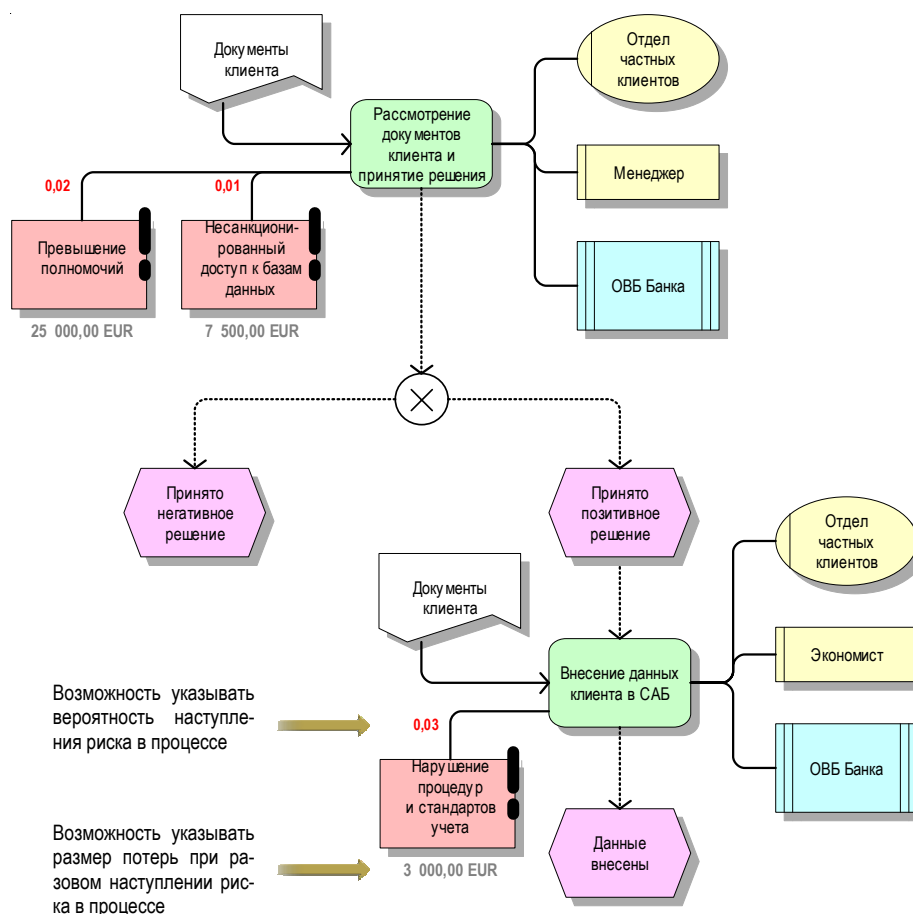 Документы
клиента
Отдел
частных
клиентов
Рассмотрение
документов
клиента и
принятие решения
Менеджер
0,02
0,01
Превышение
полномочий
Несанкциони-
рованный
доступ к базам
данных
ОВБ Банка
25 000,00 EUR
7 500,00 EUR
Принято
негативное
решение
Принято
позитивное
решение
Отдел
частных
клиентов
Документы
клиента
Внесение данных
клиента в САБ
Экономист
Возможность указывать
вероятность наступле-
ния риска в процессе
0,03
Нарушение
процедур
и стандартов
учета
ОВБ Банка
Данные
внесены
Возможность указывать
размер потерь при ра-
зовом наступлении рис-
ка в процессе
3 000,00 EUR